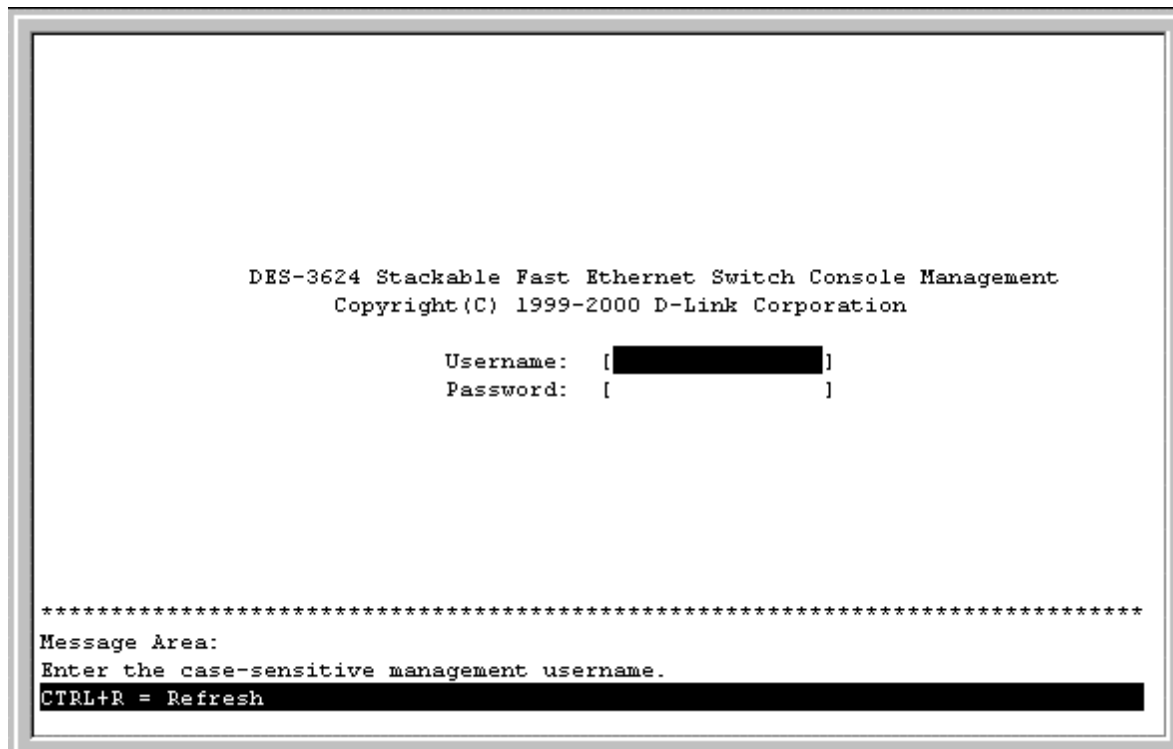 DES-3624 Stackable Fast Ethernet Switch Console Management
Copyright(C) 1999-2000 D-Link Corporation
Username: [ ]
Password: [ ]
*******************************************************************************
Message Area:
Enter the case-sensitive management username.
CTRL+R = Refresh